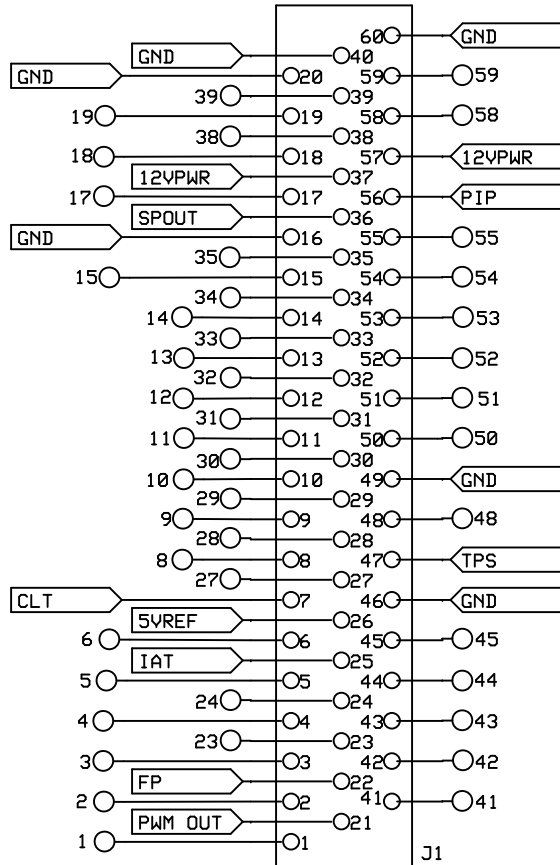 60 GND
GND 40
GND 20 59 59
39 39
19 19 58 58
38 38
18 18 57 12VPWR
12VPWR 37
17 17 56 PIP
SPOUT 36
GND 16 55 55
35 35
15 15 54 54
34 34
14 14 53 53
33 33
13 13 52 52
32 32
12 12 51 51
31 31
11 11 50 50
30 30
10 10 49 GND
29 29
9 9 48 48
28 28
8 8 47 TPS
27 27
CLT 7 46 GND
5VREF 26
6 6 45 45
IAT 25
5 5 44 44
24 24
4 4 43 43
23 23
3 3 42 42
FP 22
2 2 41 41
PWM OUT 21
1 1
J1